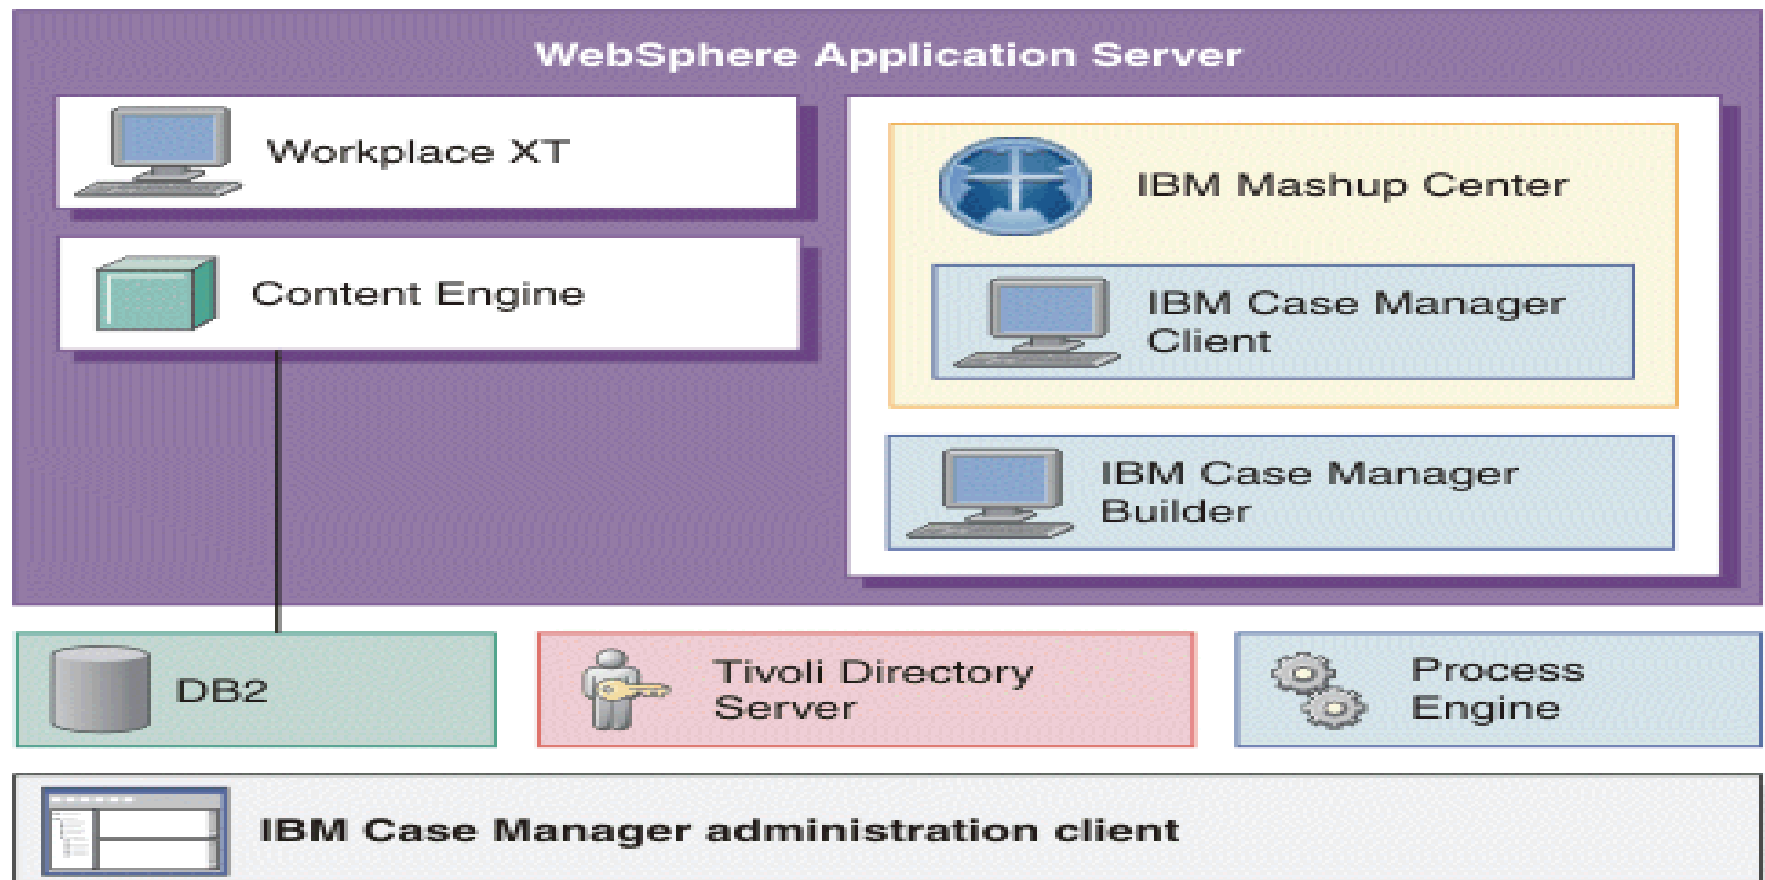 WebSphere Application Server
Workplace XT
Content Engine
IBM Mashup Center
IBM Case Manager
Client
IBM Case Manager
Builder
DB2
Tivoli Directory
Server
Process
Engine
IBM Case Manager administration client